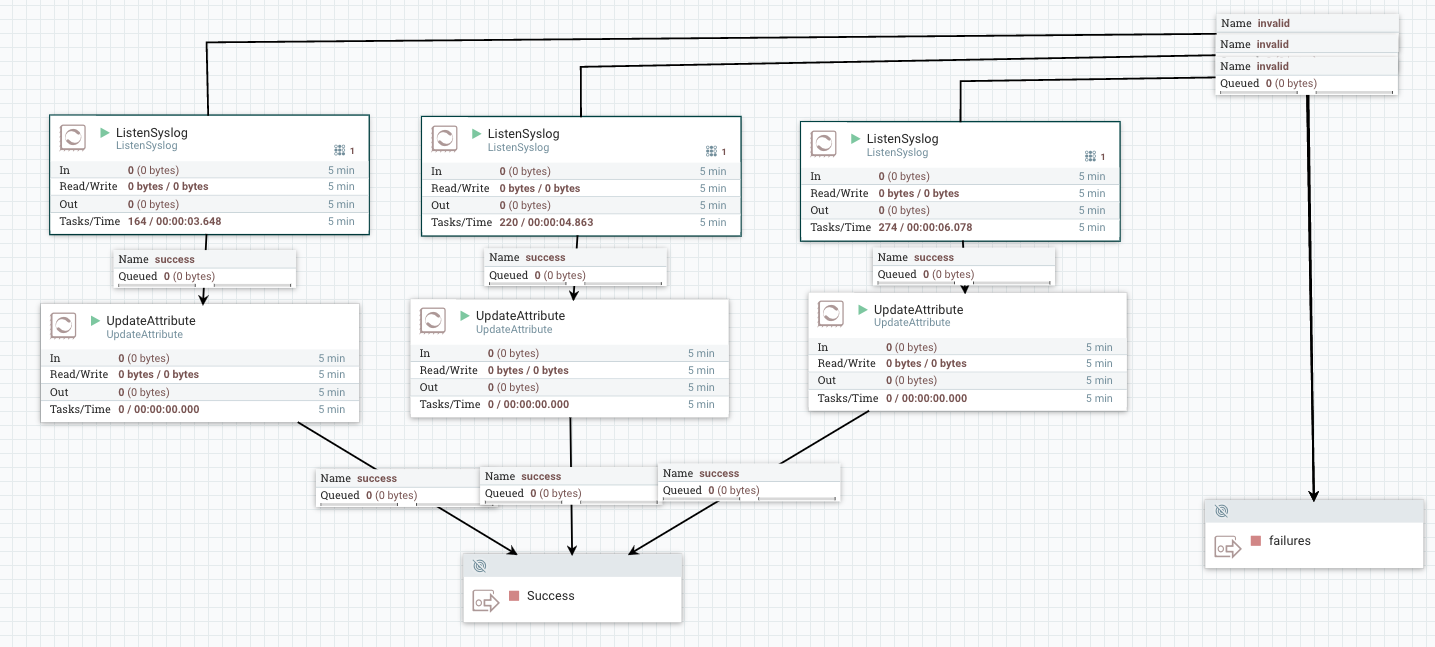 Name invalid
Name invalid
Name invalid
Queued 0 (0 bytes)
ListenSyslog
ListenSyslog
1
In 0 (0 bytes) 5 min
Read/Write 0 bytes / 0 bytes 5 min
Out 0 (0 bytes) 5 min
Tasks/Time 164 / 00:00:03.648 5 min
ListenSyslog
ListenSyslog
1
In 0 (0 bytes) 5 min
Read/Write 0 bytes / 0 bytes 5 min
Out 0 (0 bytes) 5 min
Tasks/Time 220 / 00:00:04.863 5 min
ListenSyslog
ListenSyslog
1
In 0 (0 bytes) 5 min
Read/Write 0 bytes / 0 bytes 5 min
Out 0 (0 bytes) 5 min
Tasks/Time 274 / 00:00:06.078 5 min
Name success
Queued 0 (0 bytes)
Name success
Queued 0 (0 bytes)
Name success
Queued 0 (0 bytes)
UpdateAttribute
UpdateAttribute
In 0 (0 bytes) 5 min
Read/Write 0 bytes / 0 bytes 5 min
Out 0 (0 bytes) 5 min
Tasks/Time 0 / 00:00:00.000 5 min
UpdateAttribute
UpdateAttribute
In 0 (0 bytes) 5 min
Read/Write 0 bytes / 0 bytes 5 min
Out 0 (0 bytes) 5 min
Tasks/Time 0 / 00:00:00.000 5 min
UpdateAttribute
UpdateAttribute
In 0 (0 bytes) 5 min
Read/Write 0 bytes / 0 bytes 5 min
Out 0 (0 bytes) 5 min
Tasks/Time 0 / 00:00:00.000 5 min
Name success
Queued 0 (0 bytes)
Name success
Queued 0 (0 bytes)
Name success
Queued 0 (0 bytes)
Success
failures